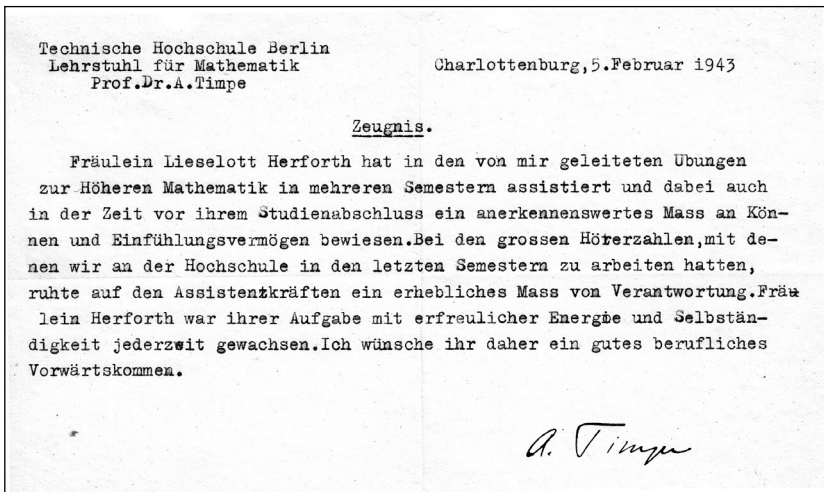 Technische Hochschule Berlin
Lehrstuhl für Mathematik
Prof.Dr.A.Timpe
Charlottenburg,5.Februar 1943
Zeugnis.
Fräulein Lieselott Herforth hat in den von mir geleiteten Übungen
zur Höheren Mathematik in mehreren Semestern assistiert und dabei auch
in der Zeit vor ihrem Studienabschluss ein anerkennenswertes Mass an Kön-
nen und Einfühlungsvermögen bewiesen.Bei den grossen Hörerzahlen,mit de-
nen wir an der Hochschule in den letzten Semestern zu arbeiten hatten,
ruhte auf den Assistenzkräften ein erhebliches Mass von Verantwortung.Fräu
lein Herforth war ihrer Aufgabe mit erfreulicher Energie und Selbstän-
digkeit jederzeit gewachsen.Ich wünsche ihr daher ein gutes berufliches
Vorwärtskommen.
A. Timpe